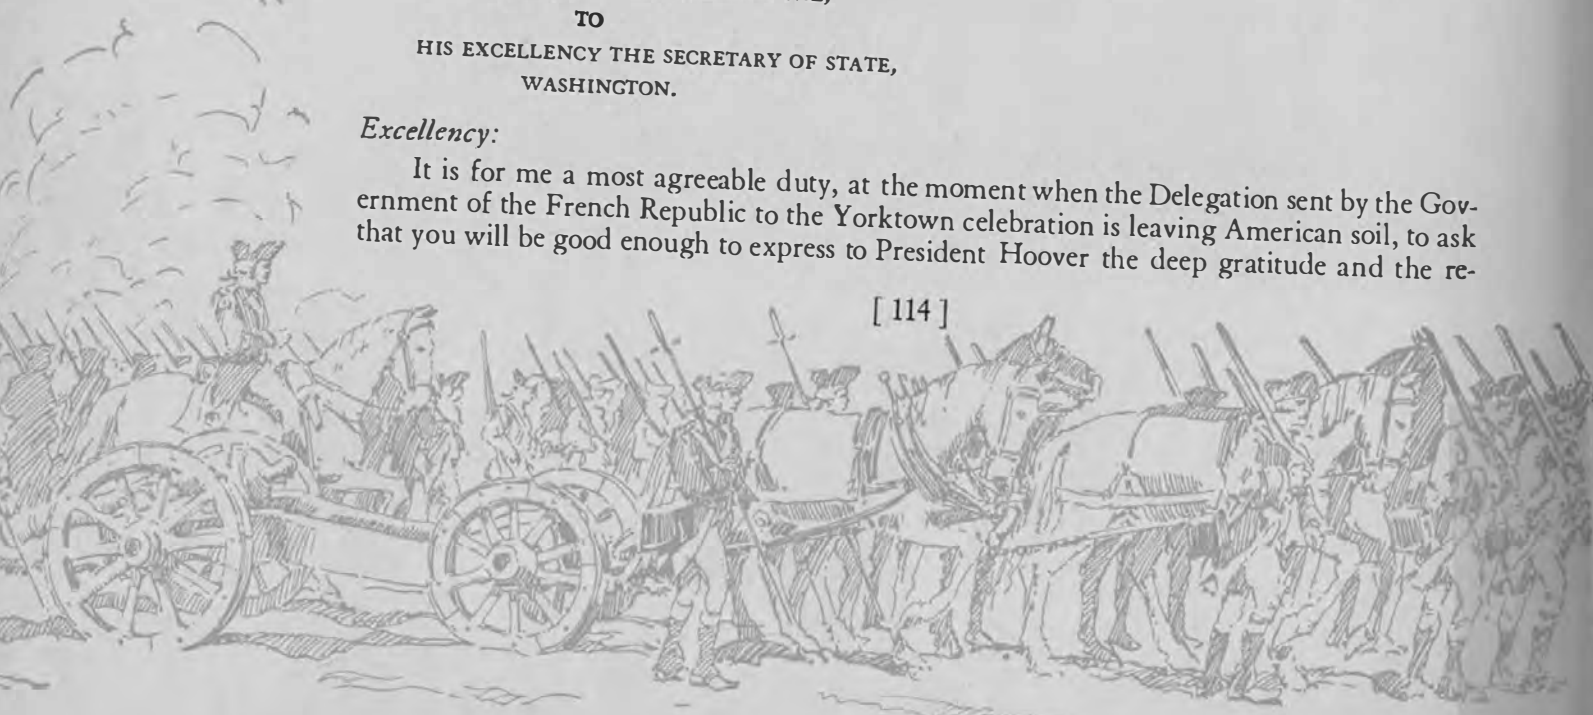 TO
HIS EXCELLENCY THE SECRETARY OF STATE,
WASHINGTON.
Excellency:
It is for me a most agreeable duty, at the moment when the Delegation sent by the Gov-
ernment of the French Republic to the Yorktown celebration is leaving American soil, to ask
that you will be good enough to express to President Hoover the deep gratitude and the re-
[ 114 ]